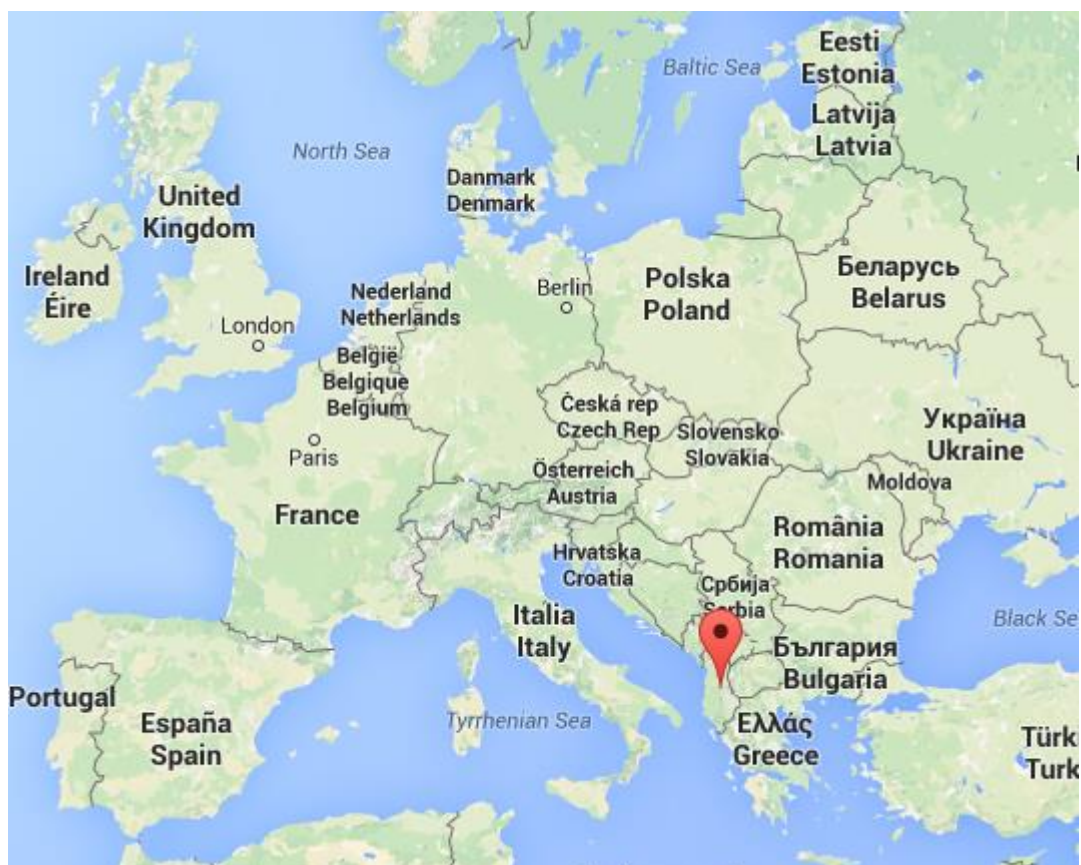 Eesti
Estonia
Baltic Sea
Latvija
Latvia
North Sea
Danmark
Denmark
United
Kingdom
Ireland
Éire
Беларусь
Belarus
Polska
Poland
Berlin
Nederland
Netherlands
London
België
Belgique
Belgium
Česká rep
Czech Rep
Slovensko
Slovakia
Україна
Ukraine
Paris
Österreich
Austria
Moldova
France
România
Romania
Hrvatska
Croatia
Србија
Serbia
Italia
Italy
Black Se
България
Bulgaria
Portugal
España
Spain
Tyrrhenian Sea
Ελλάς
Greece
Türki
Turk